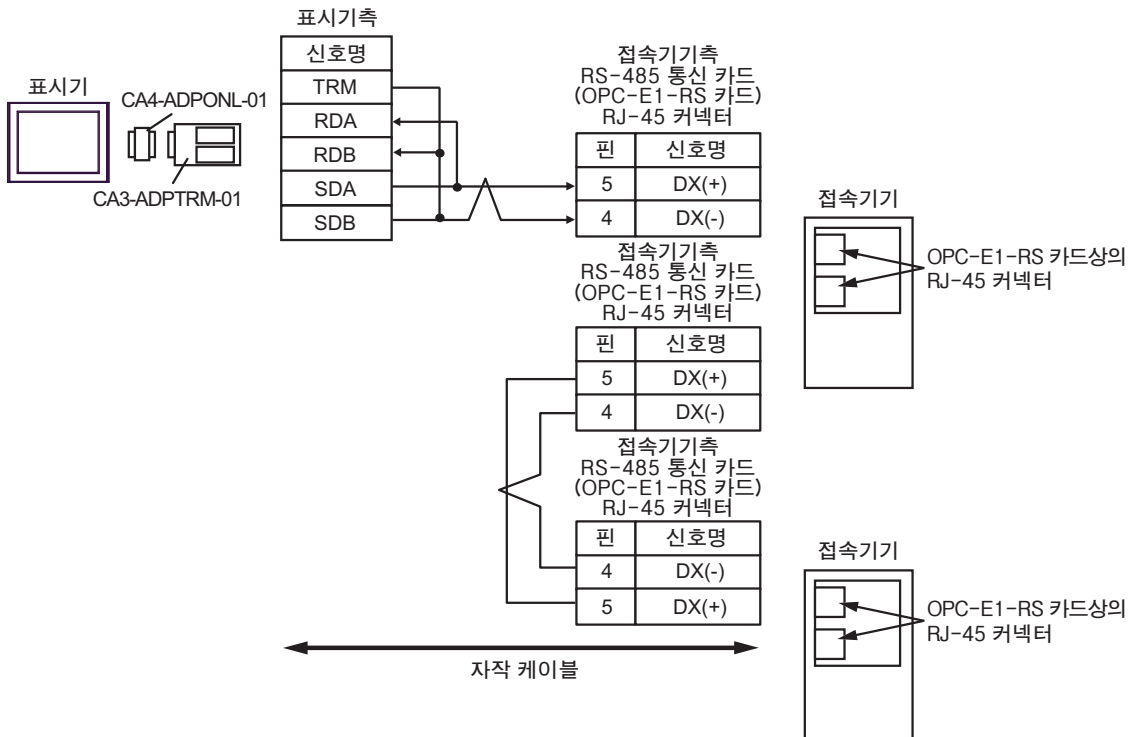 표시기
CA4-ADPONL-01
CA3-ADPTRM-01
표시기측
신호명
TRM
RDA
RDB
SDA
SDB
접속기기측
RS-485 통신 카드
(OPC-E1-RS 카드)
RJ-45 커넥터
핀 신호명
5 DX(+)
4 DX(-)
접속기기측
RS-485 통신 카드
(OPC-E1-RS 카드)
RJ-45 커넥터
핀 신호명
5 DX(+)
4 DX(-)
접속기기측
RS-485 통신 카드
(OPC-E1-RS 카드)
RJ-45 커넥터
핀 신호명
4 DX(-)
5 DX(+)
자작 케이블
접속기기
OPC-E1-RS 카드상의
RJ-45 커넥터
접속기기
OPC-E1-RS 카드상의
RJ-45 커넥터